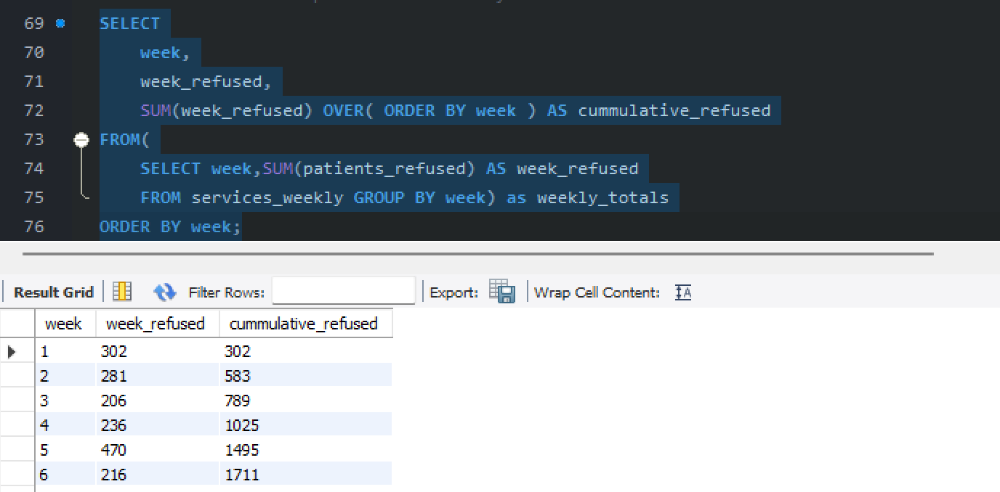 69 SELECT
70 week,
71 week_refused,
72 SUM(week_refused) OVER( ORDER BY week ) AS cummulative_refused
73 FROM(
74 SELECT week,SUM(patients_refused) AS week_refused
75 FROM services_weekly GROUP BY week) as weekly_totals
76 ORDER BY week;
Result Grid Filter Rows: Export: Wrap Cell Content: IA
week week_refused cummulative_refused
1 302 302
2 281 583
3 206 789
4 236 1025
5 470 1495
6 216 1711